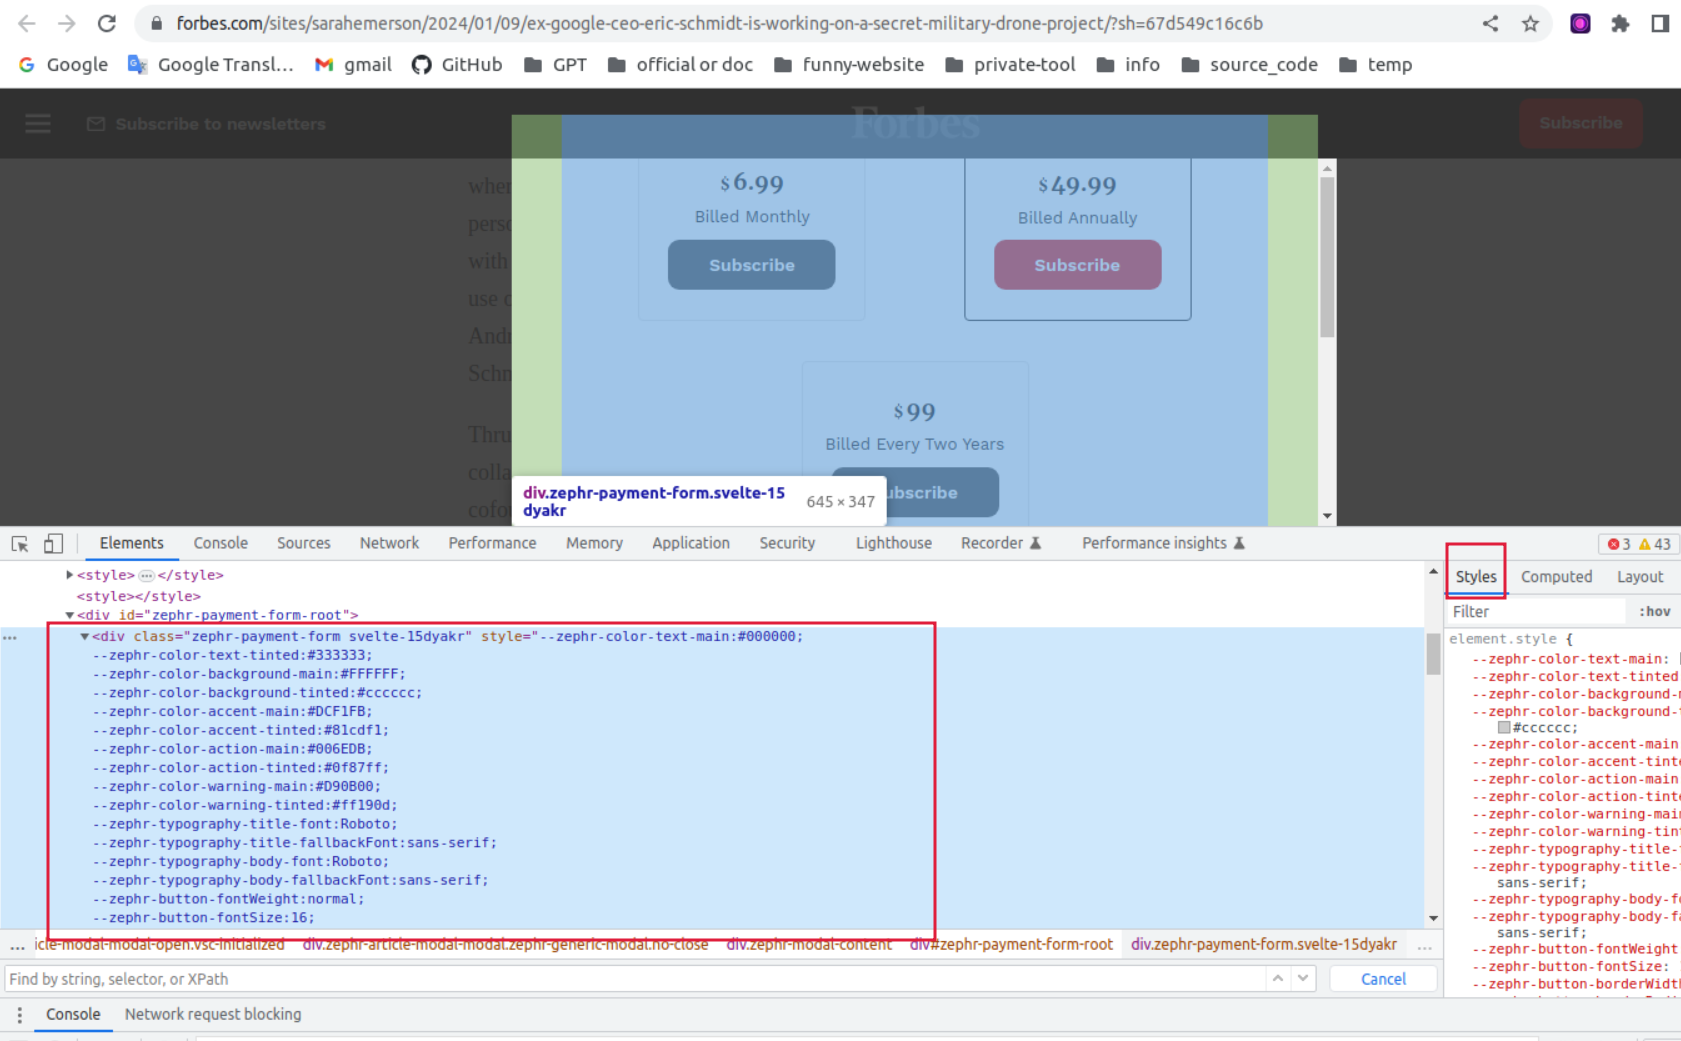 forbes.com/sites/sarahemerson/2024/01/09/ex-google-ceo-eric-schmidt-is-working-on-a-secret-military-drone-project/?sh=67d549c16c6b
Google Google Transl... gmail GitHub GPT official or doc funny-website private-tool info source_code temp
Subscribe to newsletters Forbes Subscribe
with
Thru
$6.99
Billed Monthly
Subscribe
$49.99
Billed Annually
Subscribe
$99
Billed Every Two Years
div.zephr-payment-form.svelte-15
dyakr
645 × 347
Elements Console Sources Network Performance Memory Application Security Lighthouse Recorder Performance insights 3 43
<style>…</style>
<style></style>
<div id="zephr-payment-form-root">
<div class="zephr-payment-form svelte-15dyakr" style="--zephr-color-text-main:#000000;
--zephr-color-text-tinted:#333333;
--zephr-color-background-main:#FFFFFF;
--zephr-color-background-tinted:#cccccc;
--zephr-color-accent-main:#DCF1FB;
--zephr-color-accent-tinted:#81cdf1;
--zephr-color-action-main:#006EDB;
--zephr-color-action-tinted:#0f87ff;
--zephr-color-warning-main:#D90B00;
--zephr-color-warning-tinted:#ff190d;
--zephr-typography-title-font:Roboto;
--zephr-typography-title-fallbackFont:sans-serif;
--zephr-typography-body-font:Roboto;
--zephr-typography-body-fallbackFont:sans-serif;
--zephr-button-fontWeight:normal;
--zephr-button-fontSize:16;
... icle-modal-modal-open.vsc-initialized div.zephr-article-modal-modal.zephr-generic-modal.no-close div.zephr-modal-content div#zephr-payment-form-root div.zephr-payment-form.svelte-15dyakr ...
Find by string, selector, or XPath Cancel
Console Network request blocking
Styles Computed Layout
Filter :hov
element.style {
--zephr-color-text-main:
--zephr-color-text-tinted
--zephr-color-background-
--zephr-color-background-
#cccccc;
--zephr-color-accent-main
--zephr-color-accent-tint
--zephr-color-action-main
--zephr-color-action-tint
--zephr-color-warning-mai
--zephr-color-warning-tin
--zephr-typography-title-
--zephr-typography-title-
sans-serif;
--zephr-typography-body-f
--zephr-typography-body-f
sans-serif;
--zephr-button-fontWeight
--zephr-button-fontSize:
--zephr-button-borderWidt